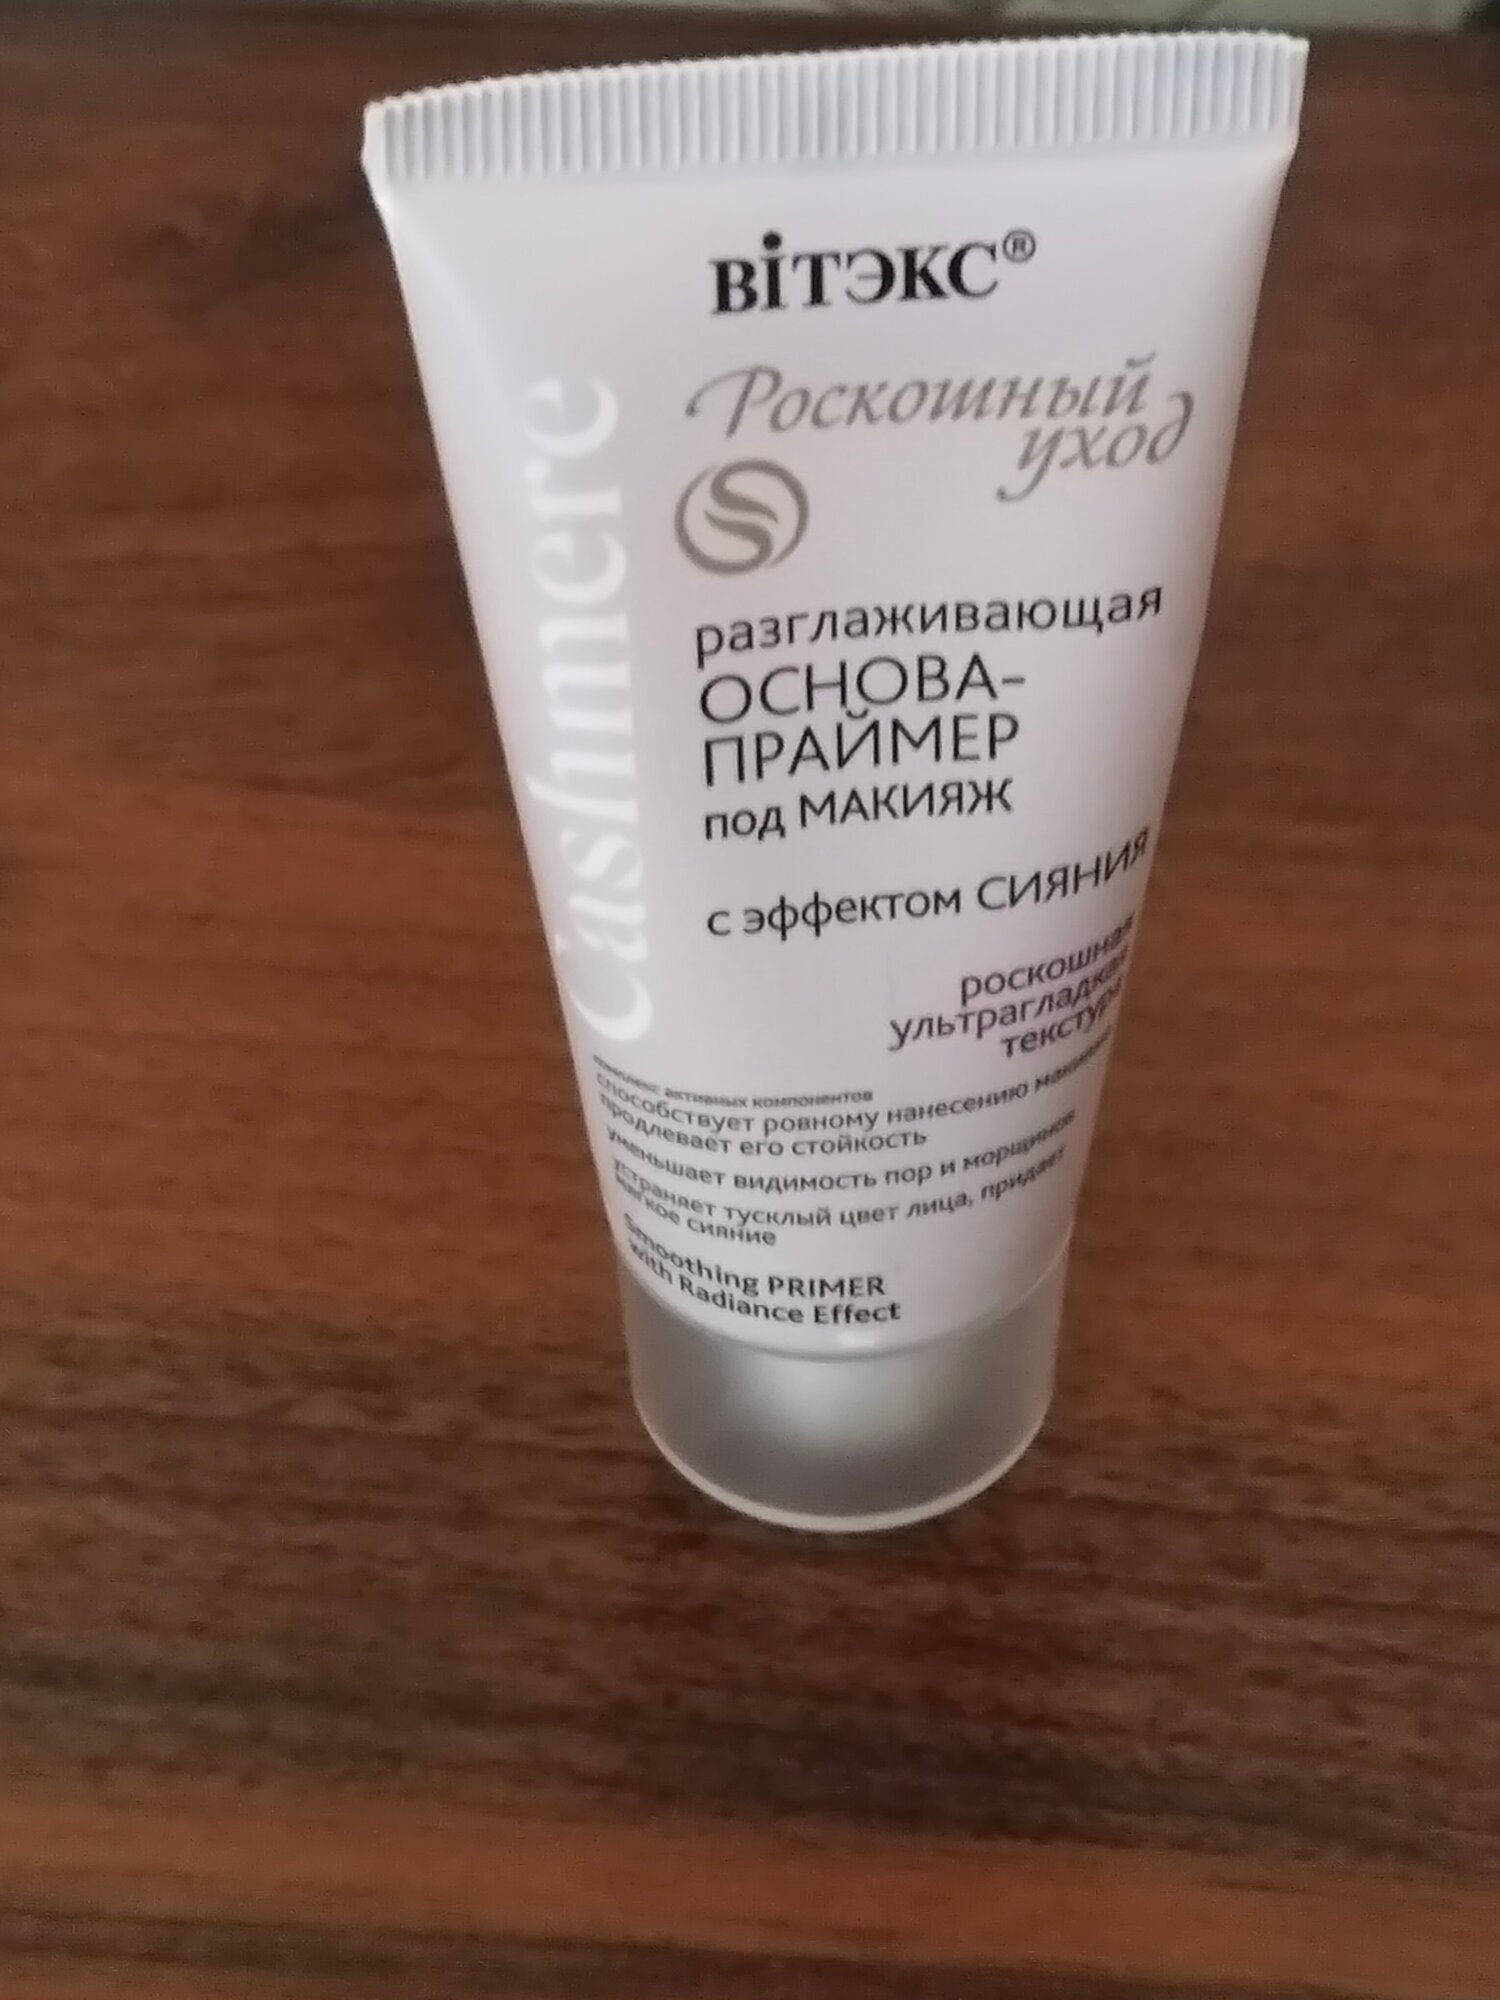 вiтэкс®
Роскошный
уход
Cashmere
разглаживающая
ОСНОВА-
ПРАЙМЕР
под МАКИЯЖ
с эффектом СИЯНИЯ
роскошная
ультрагладкая
текстура
комплекс активных компонентов
способствует ровному нанесению макияжа
продлевает его стойкость
уменьшает видимость пор и морщинок
устраняет тусклый цвет лица, придает
мягкое сияние
Smoothing PRIMER
with Radiance Effect